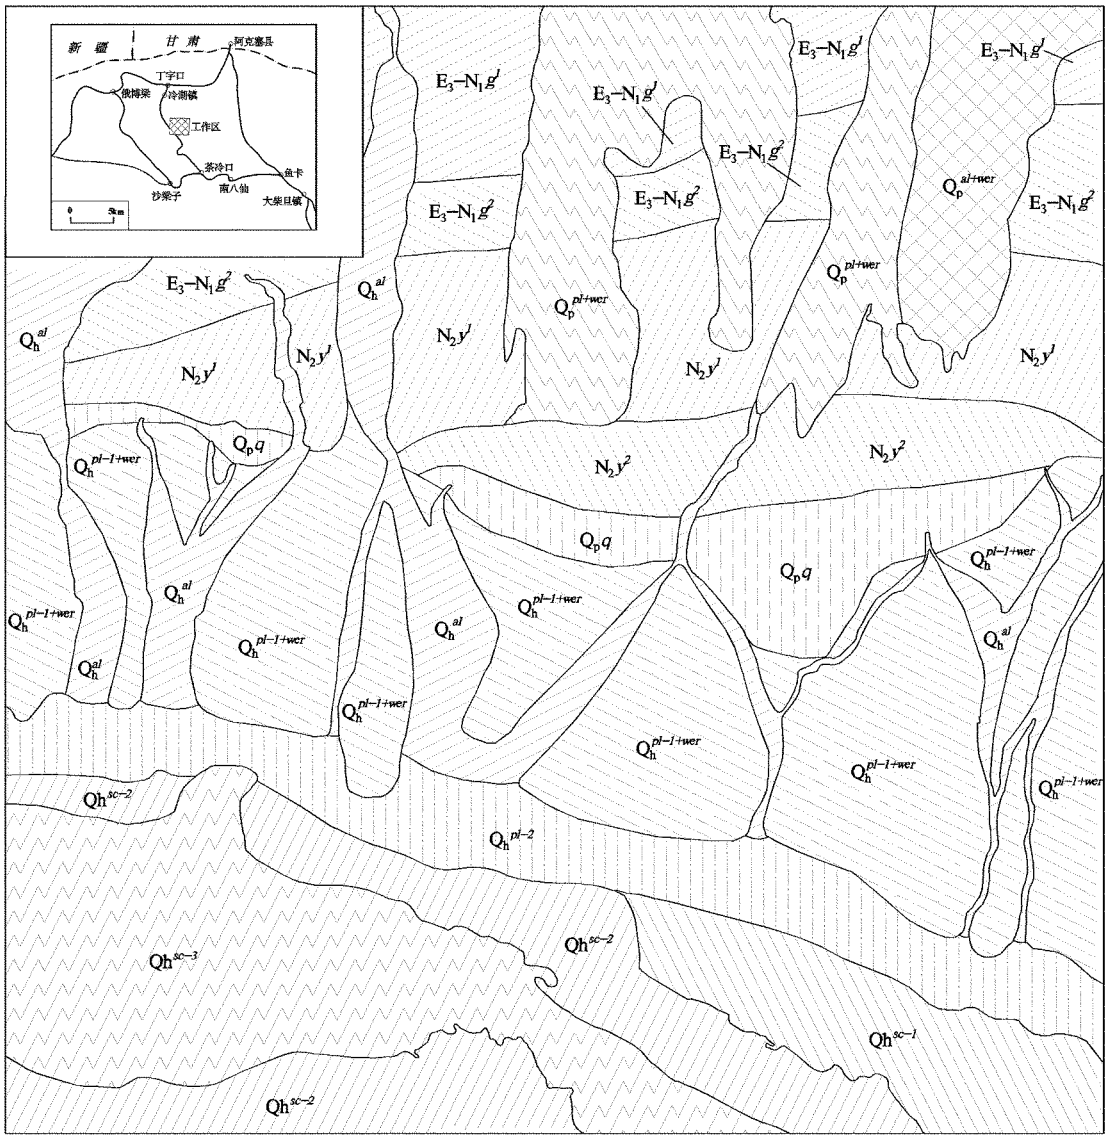 新疆 甘肃
阿克塞县
丁字口
俄博梁
冷湖镇
工作区
茶冷口
鱼卡
沙梁子
南八仙
大柴旦镇
0 5km
E₃−N₁g¹
E₃−N₁g¹
E₃−N₁g¹
E₃−N₁g¹
E₃−N₁g²
E₃−N₁g²
E₃−N₁g²
Qₚᵃˡ⁺ʷᵉʳ
E₃−N₁g²
E₃−N₁g²
Qₕᵃˡ
Qₚᵖˡ⁺ʷᵉʳ
Qₚᵖˡ⁺ʷᵉʳ
Qₕᵃˡ
N₂y¹
N₂y¹
N₂y¹
N₂y¹
N₂y¹
Qₚq
N₂y²
N₂y²
Qₕᵖˡ⁻¹⁺ʷᵉʳ
Qₚq
Qₚq
Qₕᵖˡ⁻¹⁺ʷᵉʳ
Qₕᵃˡ
Qₕᵖˡ⁻¹⁺ʷᵉʳ
Qₕᵖˡ⁻¹⁺ʷᵉʳ
Qₕᵃˡ
Qₕᵃˡ
Qₕᵖˡ⁻¹⁺ʷᵉʳ
Qₕᵃˡ
Qₕᵖˡ⁻¹⁺ʷᵉʳ
Qₕᵖˡ⁻¹⁺ʷᵉʳ
Qₕᵖˡ⁻¹⁺ʷᵉʳ
Qₕᵖˡ⁻¹⁺ʷᵉʳ
Qhˢᶜ⁻²
Qₕᵖˡ⁻²
Qhˢᶜ⁻²
Qhˢᶜ⁻³
Qhˢᶜ⁻¹
Qhˢᶜ⁻²